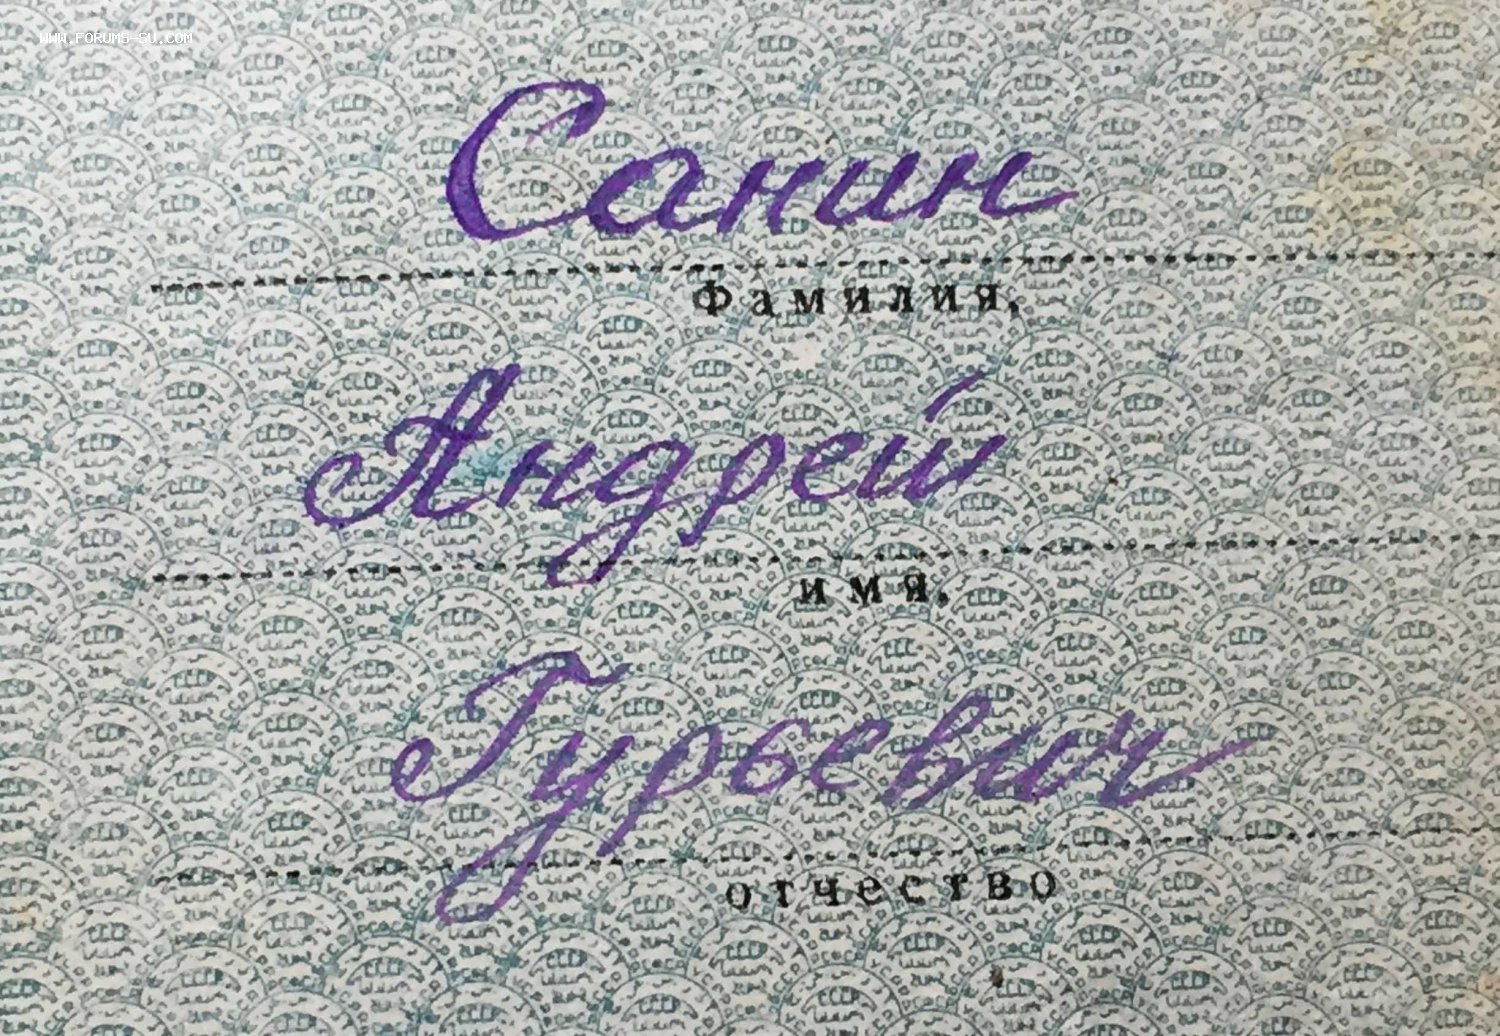 WWW.FORUMS-SU.COM
Санин
Фамилия,
Андрей
имя,
Гурьевич
отчество